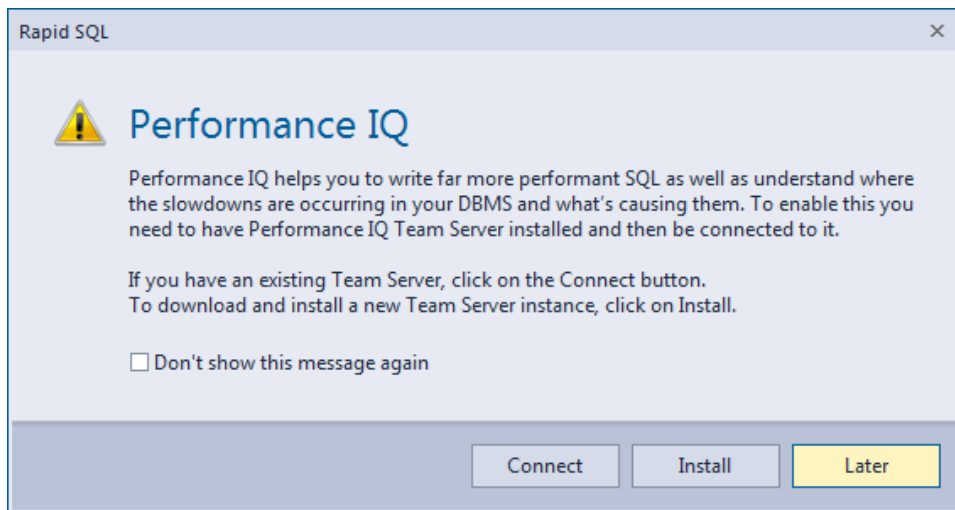 Rapid SQL
Performance IQ
Performance IQ helps you to write far more performant SQL as well as understand where
the slowdowns are occurring in your DBMS and what's causing them. To enable this you
need to have Performance IQ Team Server installed and then be connected to it.
If you have an existing Team Server, click on the Connect button.
To download and install a new Team Server instance, click on Install.
Don't show this message again
Connect
Install
Later